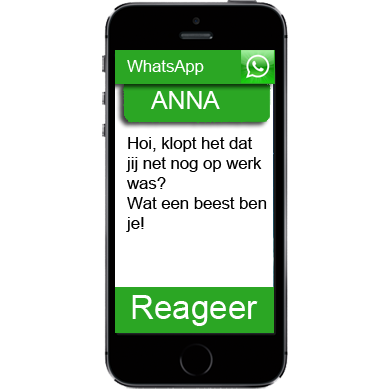 WhatsApp
ANNA
Hoi, klopt het dat
jij net nog op werk
was?
Wat een beest ben
je!
Reageer